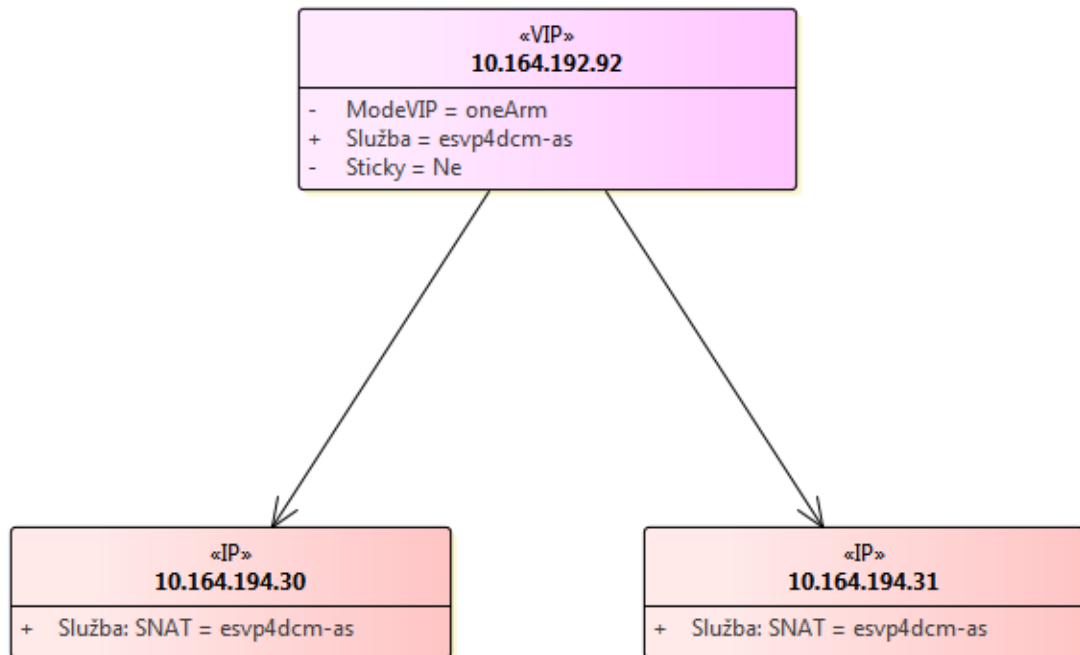 «VIP»
10.164.192.92
- ModeVIP = oneArm
+ Služba = esvp4dcm-as
- Sticky = Ne
«IP»
10.164.194.30
+ Služba: SNAT = esvp4dcm-as
«IP»
10.164.194.31
+ Služba: SNAT = esvp4dcm-as